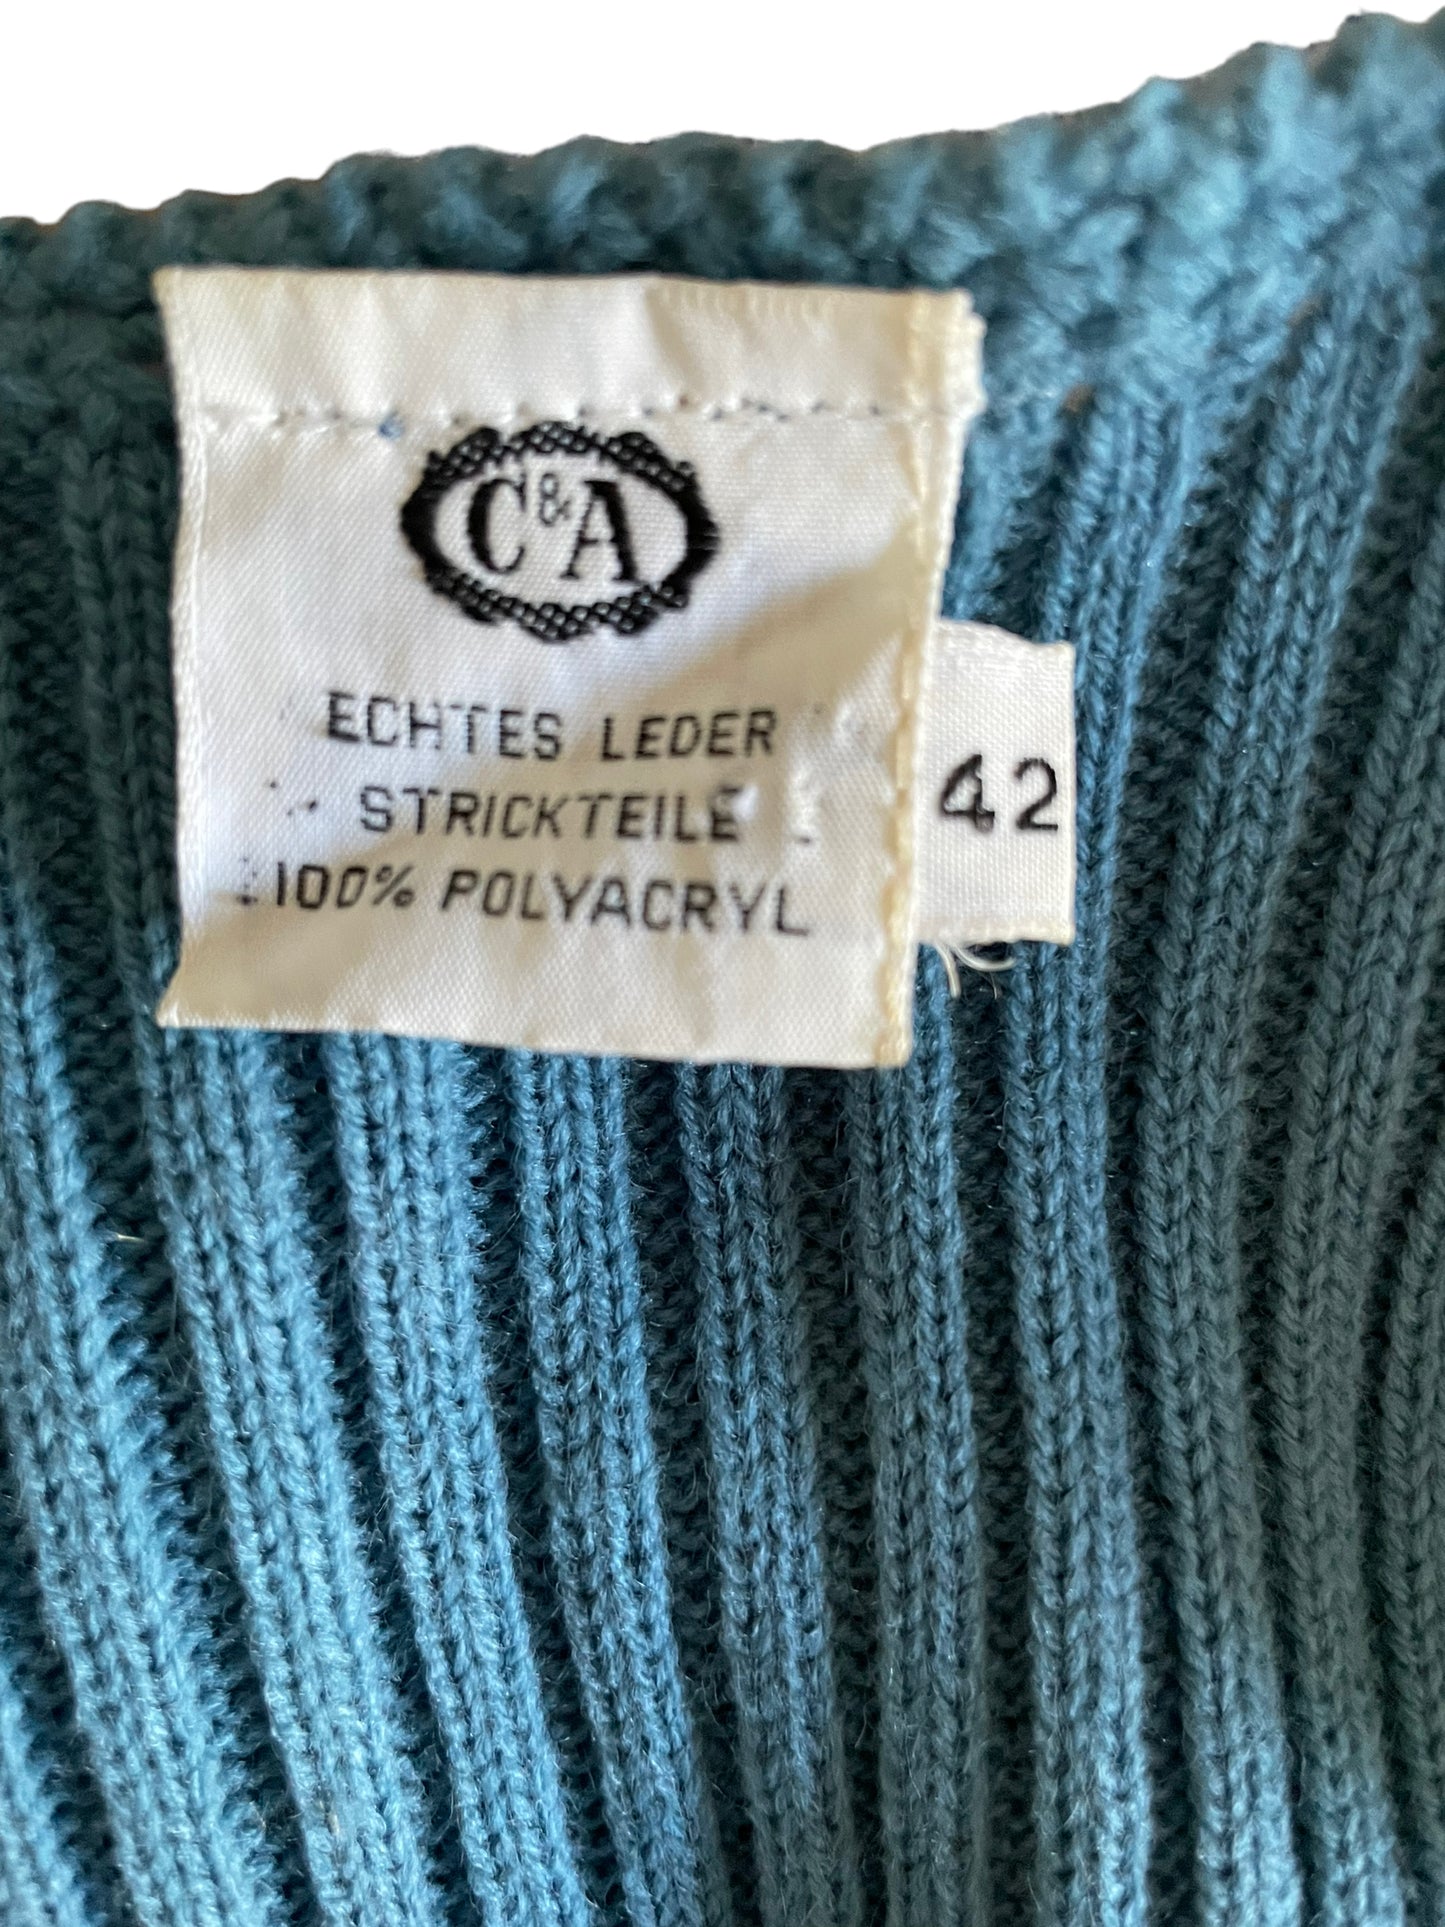 C&A
ECHTES LEDER
STRICKTEILE
100% POLYACRYL
42